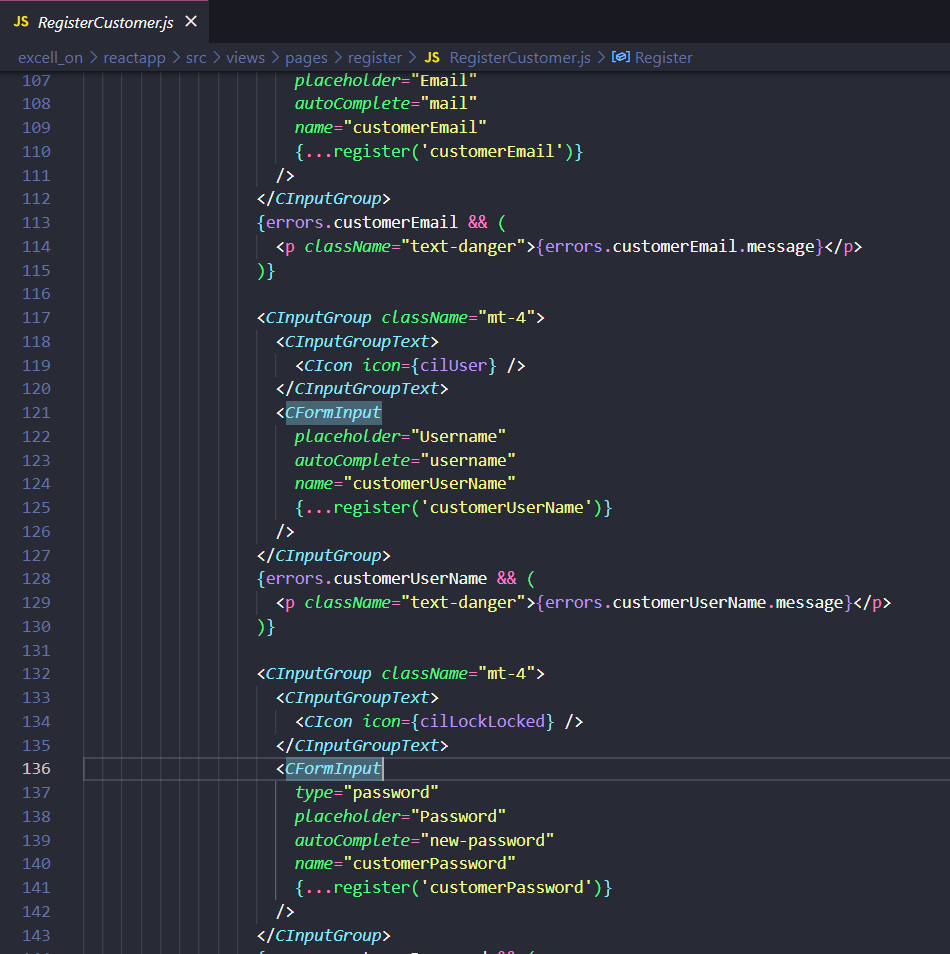 JS RegisterCustomer.js ×
excell_on > reactapp > src > views > pages > register > JS RegisterCustomer.js > Register
107 placeholder="Email"
108 autoComplete="mail"
109 name="customerEmail"
110 {...register('customerEmail')}
111 />
112 </CInputGroup>
113 {errors.customerEmail && (
114 <p className="text-danger">{errors.customerEmail.message}</p>
115 )}
116
117 <CInputGroup className="mt-4">
118 <CInputGroupText>
119 <CIcon icon={cilUser} />
120 </CInputGroupText>
121 <CFormInput
122 placeholder="Username"
123 autoComplete="username"
124 name="customerUserName"
125 {...register('customerUserName')}
126 />
127 </CInputGroup>
128 {errors.customerUserName && (
129 <p className="text-danger">{errors.customerUserName.message}</p>
130 )}
131
132 <CInputGroup className="mt-4">
133 <CInputGroupText>
134 <CIcon icon={cilLockLocked} />
135 </CInputGroupText>
136 <CFormInput
137 type="password"
138 placeholder="Password"
139 autoComplete="new-password"
140 name="customerPassword"
141 {...register('customerPassword')}
142 />
143 </CInputGroup>